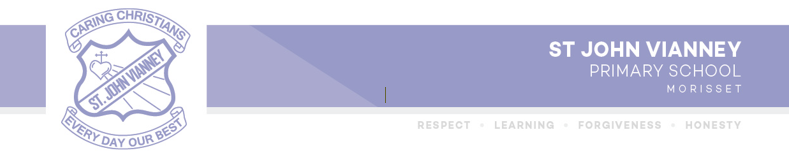 CARING CHRISTIANS
ST. JOHN VIANNEY
EVERY DAY OUR BEST
ST JOHN VIANNEY
PRIMARY SCHOOL
MORISSET
RESPECT + LEARNING + FORGIVENESS + HONESTY